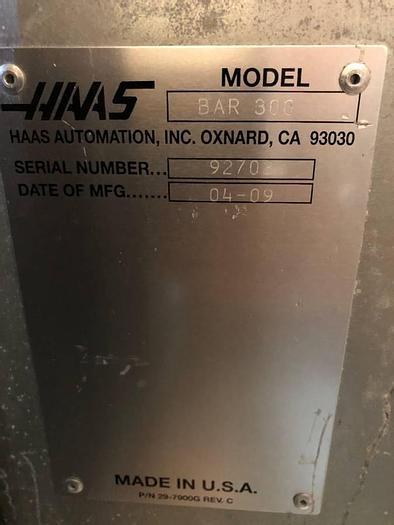 HAAS
MODEL
BAR 300
HAAS AUTOMATION, INC. OXNARD, CA 93030
SERIAL NUMBER...
DATE OF MFG....... 04-09
MADE IN U.S.A.
P/N 29-7900G REV. C